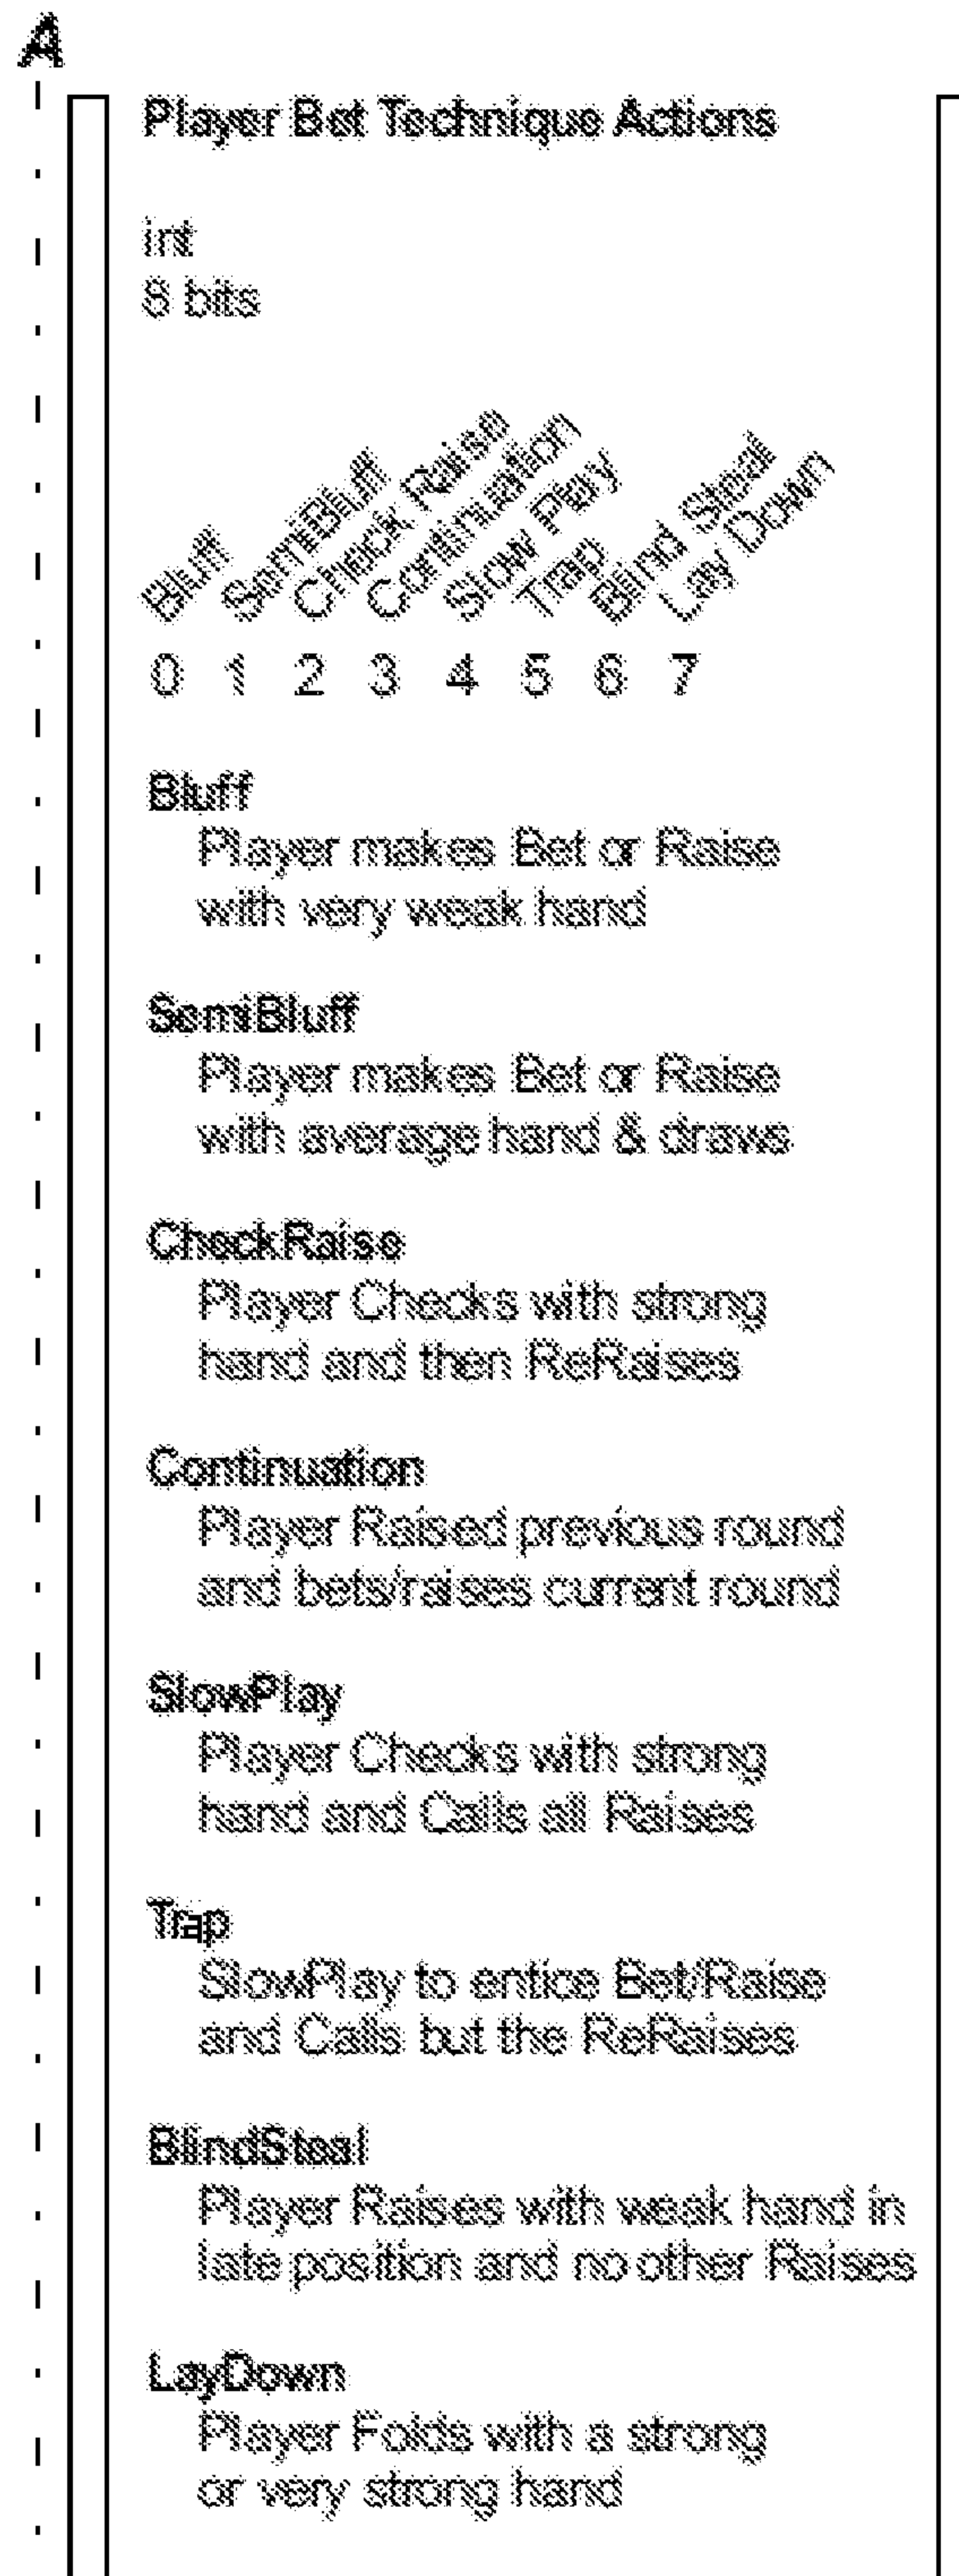 A
Player Bet Technique Actions
int
8 bits
Bluff
SemiBluff
Check Raise
Continuation
Slow Play
Trap
Blind Steal
Lay Down
0 1 2 3 4 5 6 7
Bluff
Player makes Bet or Raise
with very weak hand
SemiBluff
Player makes Bet or Raise
with average hand & draws
CheckRaise
Player Checks with strong
hand and then ReRaises
Continuation
Player Raised previous round
and bets/raises current round
SlowPlay
Player Checks with strong
hand and Calls all Raises
Trap
SlowPlay to entice Bet/Raise
and Calls but the ReRaises
BlindSteal
Player Raises with weak hand in
late position and no other Raises
LayDown
Player Folds with a strong
or very strong hand